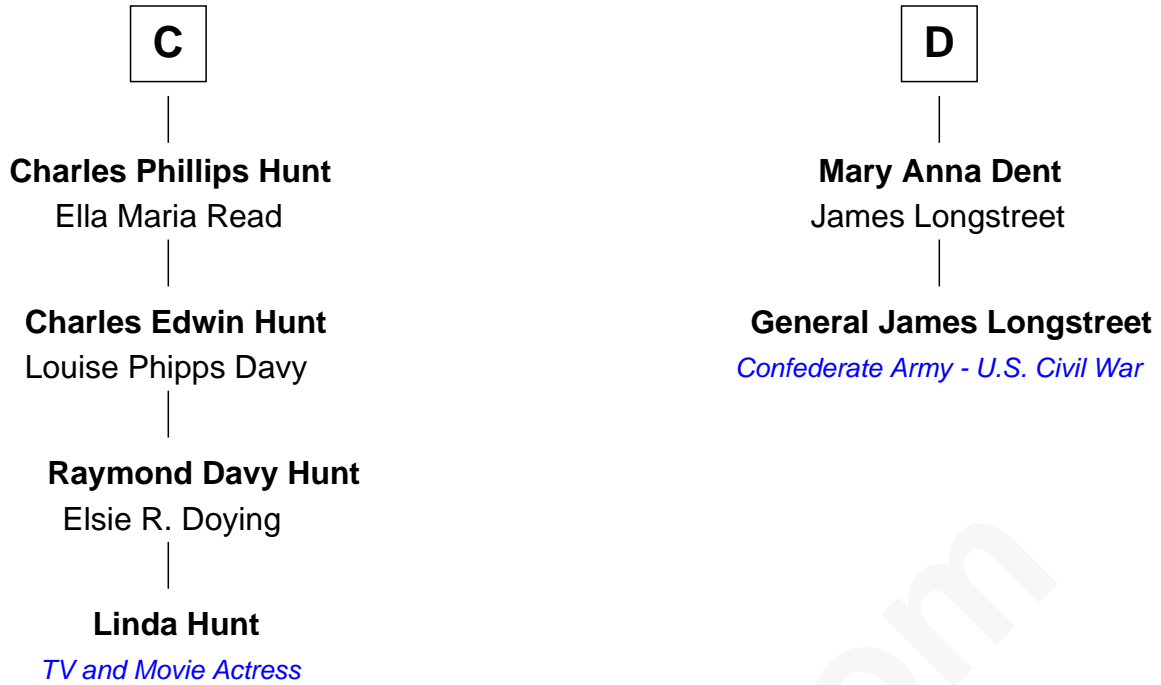 C
Charles Phillips Hunt
Ella Maria Read
Charles Edwin Hunt
Louise Phipps Davy
Raymond Davy Hunt
Elsie R. Doying
Linda Hunt
TV and Movie Actress
D
Mary Anna Dent
James Longstreet
General James Longstreet
Confederate Army - U.S. Civil War
om